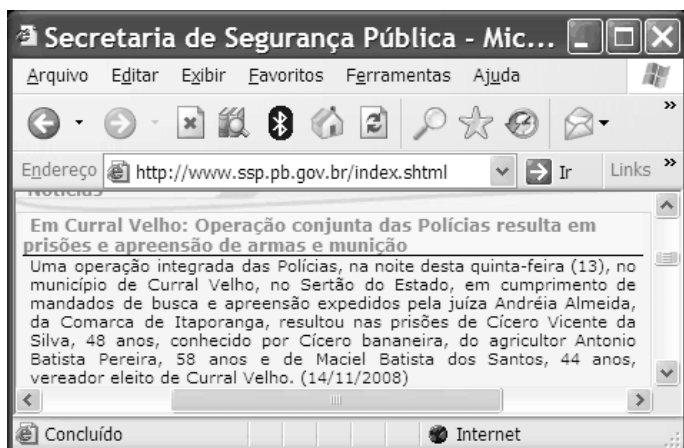 Secretaria de Segurança Pública - Mic...
Arquivo Editar Exibir Favoritos Ferramentas Ajuda
Endereço http://www.ssp.pb.gov.br/index.shtml Ir Links »
Notícias
Em Curral Velho: Operação conjunta das Polícias resulta em
prisões e apreensão de armas e munição
Uma operação integrada das Polícias, na noite desta quinta-feira (13), no
município de Curral Velho, no Sertão do Estado, em cumprimento de
mandados de busca e apreensão expedidos pela juíza Andréia Almeida,
da Comarca de Itaporanga, resultou nas prisões de Cícero Vicente da
Silva, 48 anos, conhecido por Cícero bananeira, do agricultor Antonio
Batista Pereira, 58 anos e de Maciel Batista dos Santos, 44 anos,
vereador eleito de Curral Velho. (14/11/2008)
Concluído Internet